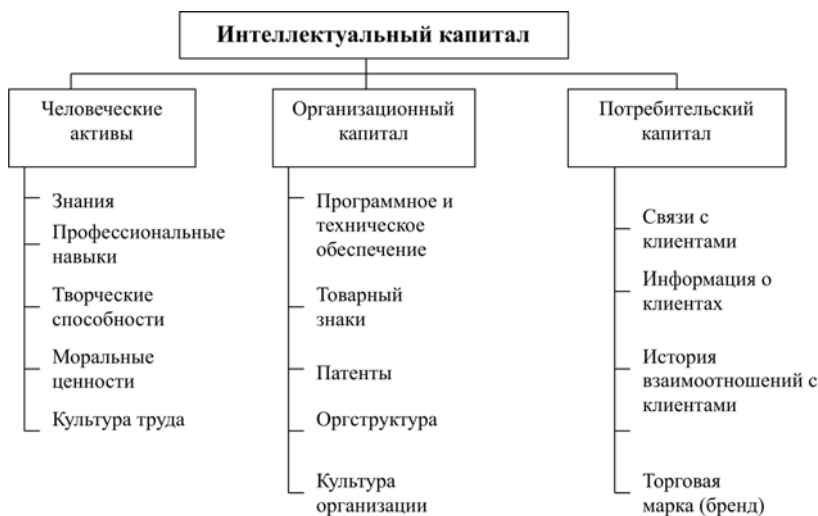 Интеллектуальный капитал
Человеческие
активы
Знания
Профессиональные
навыки
Творческие
способности
Моральные
ценности
Культура труда
Организационный
капитал
Программное и
техническое
обеспечение
Товарный
знаки
Патенты
Оргструктура
Культура
организации
Потребительский
капитал
Связи с
клиентами
Информация о
клиентах
История
взаимоотношений с
клиентами
Торговая
марка (бренд)